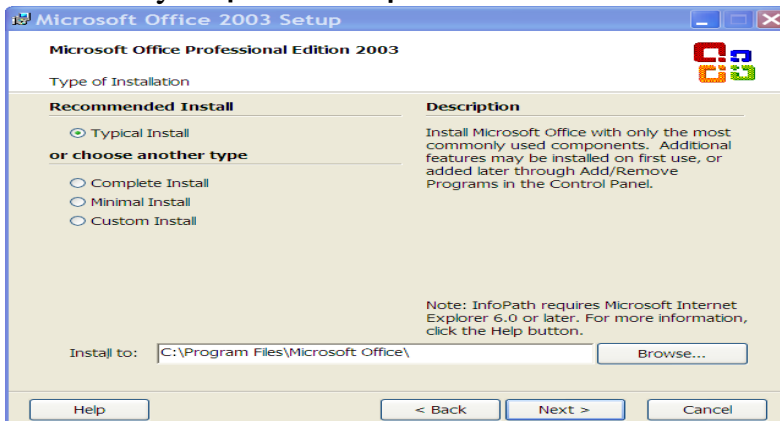 Microsoft Office 2003 Setup
Microsoft Office Professional Edition 2003
Type of Installation
Recommended Install
Typical Install
or choose another type
Complete Install
Minimal Install
Custom Install
Description
Install Microsoft Office with only the most
commonly used components. Additional
features may be installed on first use, or
added later through Add/Remove
Programs in the Control Panel.
Note: InfoPath requires Microsoft Internet
Explorer 6.0 or later. For more information,
click the Help button.
Install to: C:\Program Files\Microsoft Office\ Browse...
Help < Back Next > Cancel